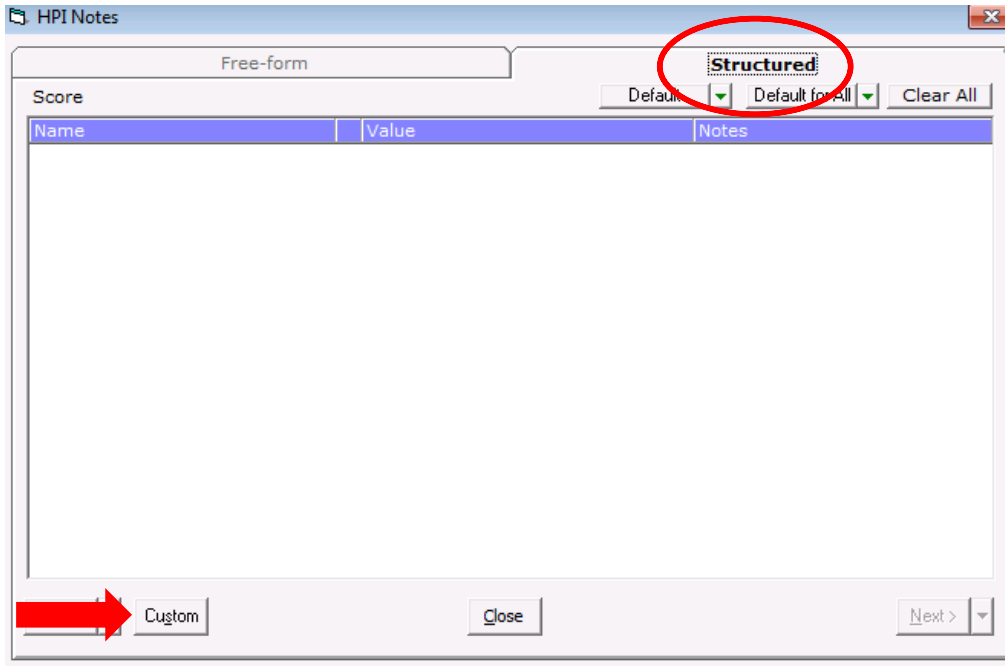 HPI Notes
Free-form Structured
Score Default Default for All Clear All
Name Value Notes
Custom Close Next >